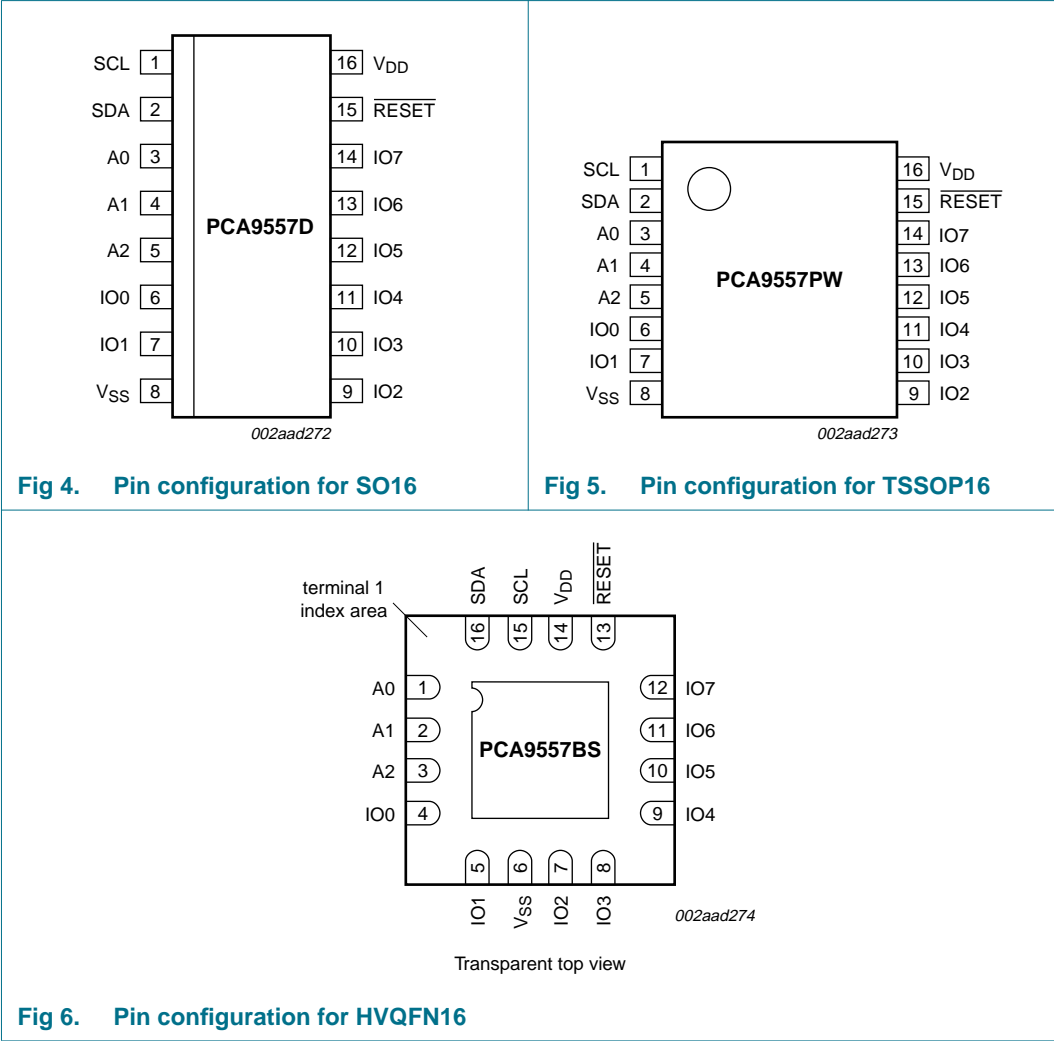 SCL 1
SDA 2
A0 3
A1 4
A2 5
IO0 6
IO1 7
VSS 8
PCA9557D
16 VDD
15 RESET
14 IO7
13 IO6
12 IO5
11 IO4
10 IO3
9 IO2
002aad272
Fig 4. Pin configuration for SO16
SCL 1
SDA 2
A0 3
A1 4
A2 5
IO0 6
IO1 7
VSS 8
PCA9557PW
16 VDD
15 RESET
14 IO7
13 IO6
12 IO5
11 IO4
10 IO3
9 IO2
002aad273
Fig 5. Pin configuration for TSSOP16
terminal 1
index area
SDA 16
SCL 15
VDD 14
RESET 13
A0 1
A1 2
A2 3
IO0 4
PCA9557BS
12 IO7
11 IO6
10 IO5
9 IO4
5 IO1
6 VSS
7 IO2
8 IO3
002aad274
Transparent top view
Fig 6. Pin configuration for HVQFN16